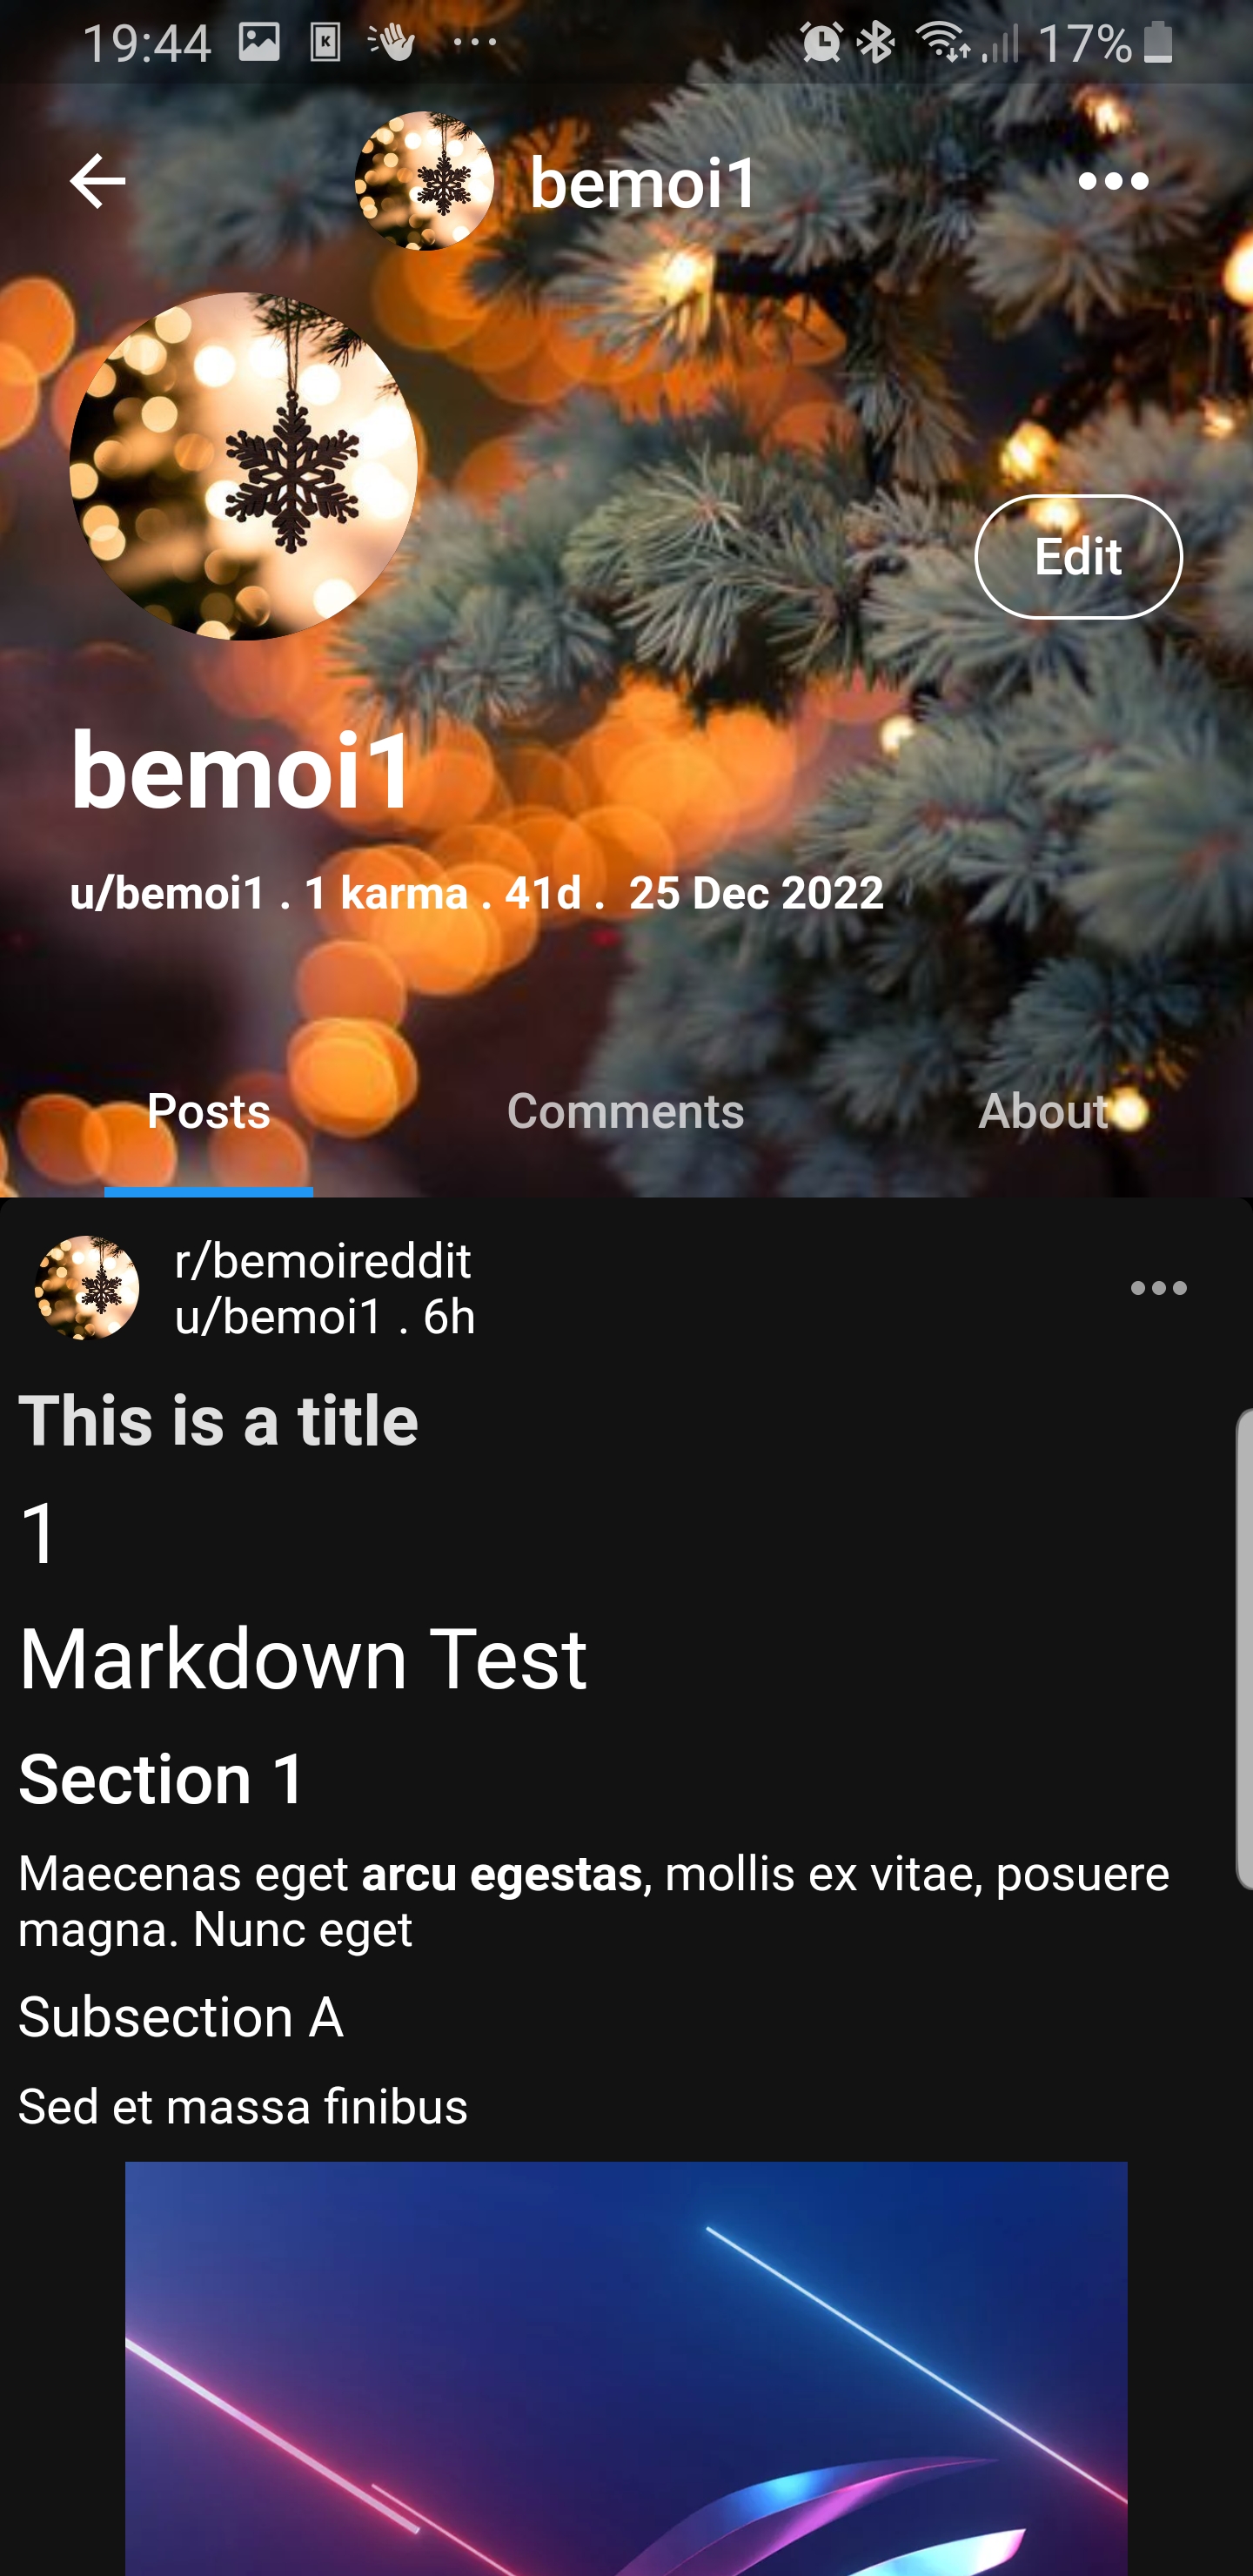 19:44
17%
bemoi1
Edit
bemoi1
u/bemoi1 . 1 karma . 41d .  25 Dec 2022
Posts
Comments
About
r/bemoireddit
u/bemoi1 . 6h
This is a title
1
Markdown Test
Section 1
Maecenas eget arcu egestas, mollis ex vitae, posuere
magna. Nunc eget
Subsection A
Sed et massa finibus